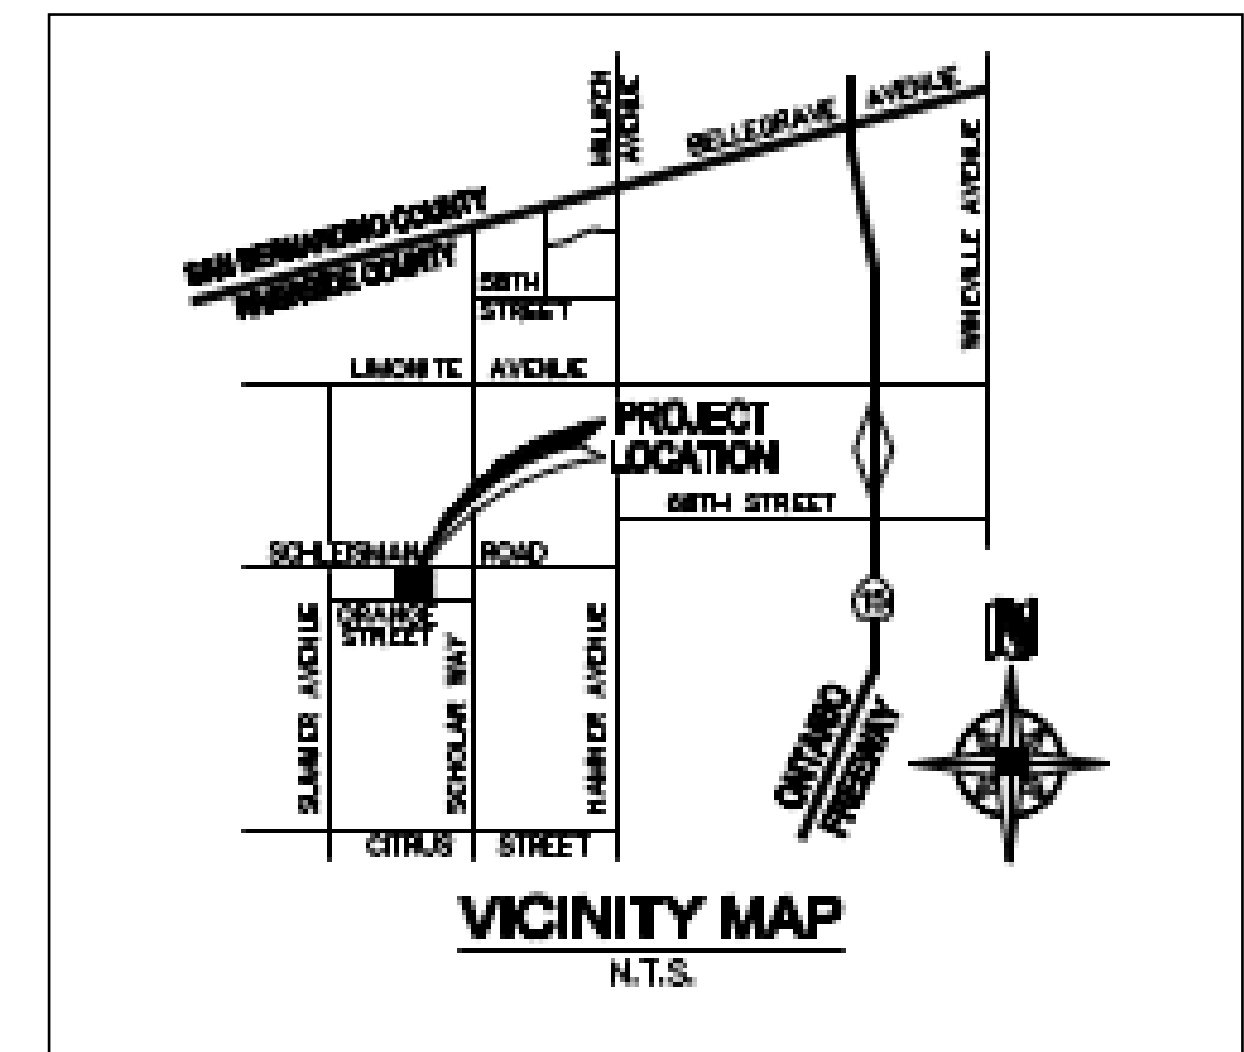 MILLIKEN
AVENUE
BELLEGRAVE AVENUE
WINEVILLE AVENUE
SAN BERNARDINO COUNTY
RIVERSIDE COUNTY
58TH
STREET
LIMONITE AVENUE
PROJECT
LOCATION
68TH STREET
SCHLEISMAN ROAD
15
ORANGE
STREET
SUMNER AVENUE
SCHOLAR WAY
HAMNER AVENUE
N
ONTARIO
FREEWAY
CITRUS STREET
VICINITY MAP
N.T.S.